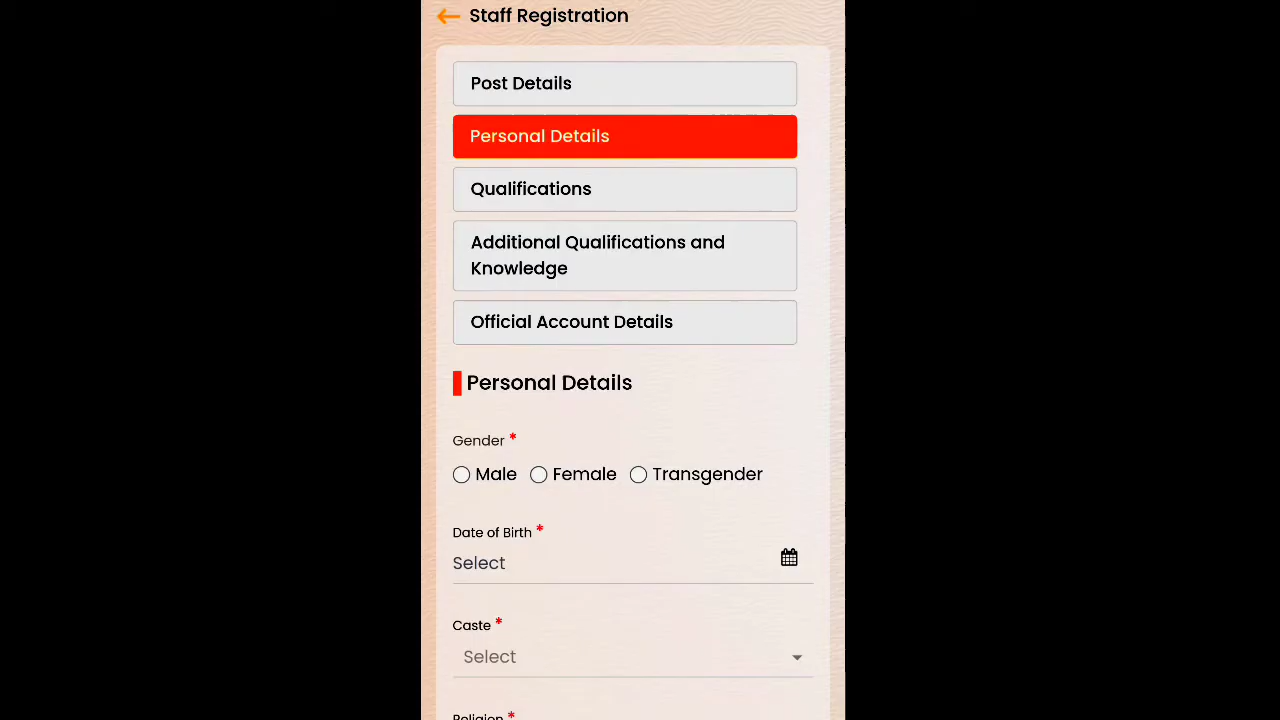 Staff Registration
Post Details
Personal Details
Qualifications
Additional Qualifications and
Knowledge
Official Account Details
Personal Details
Gender *
Male Female Transgender
Date of Birth *
Select
Caste *
Select
Religion *